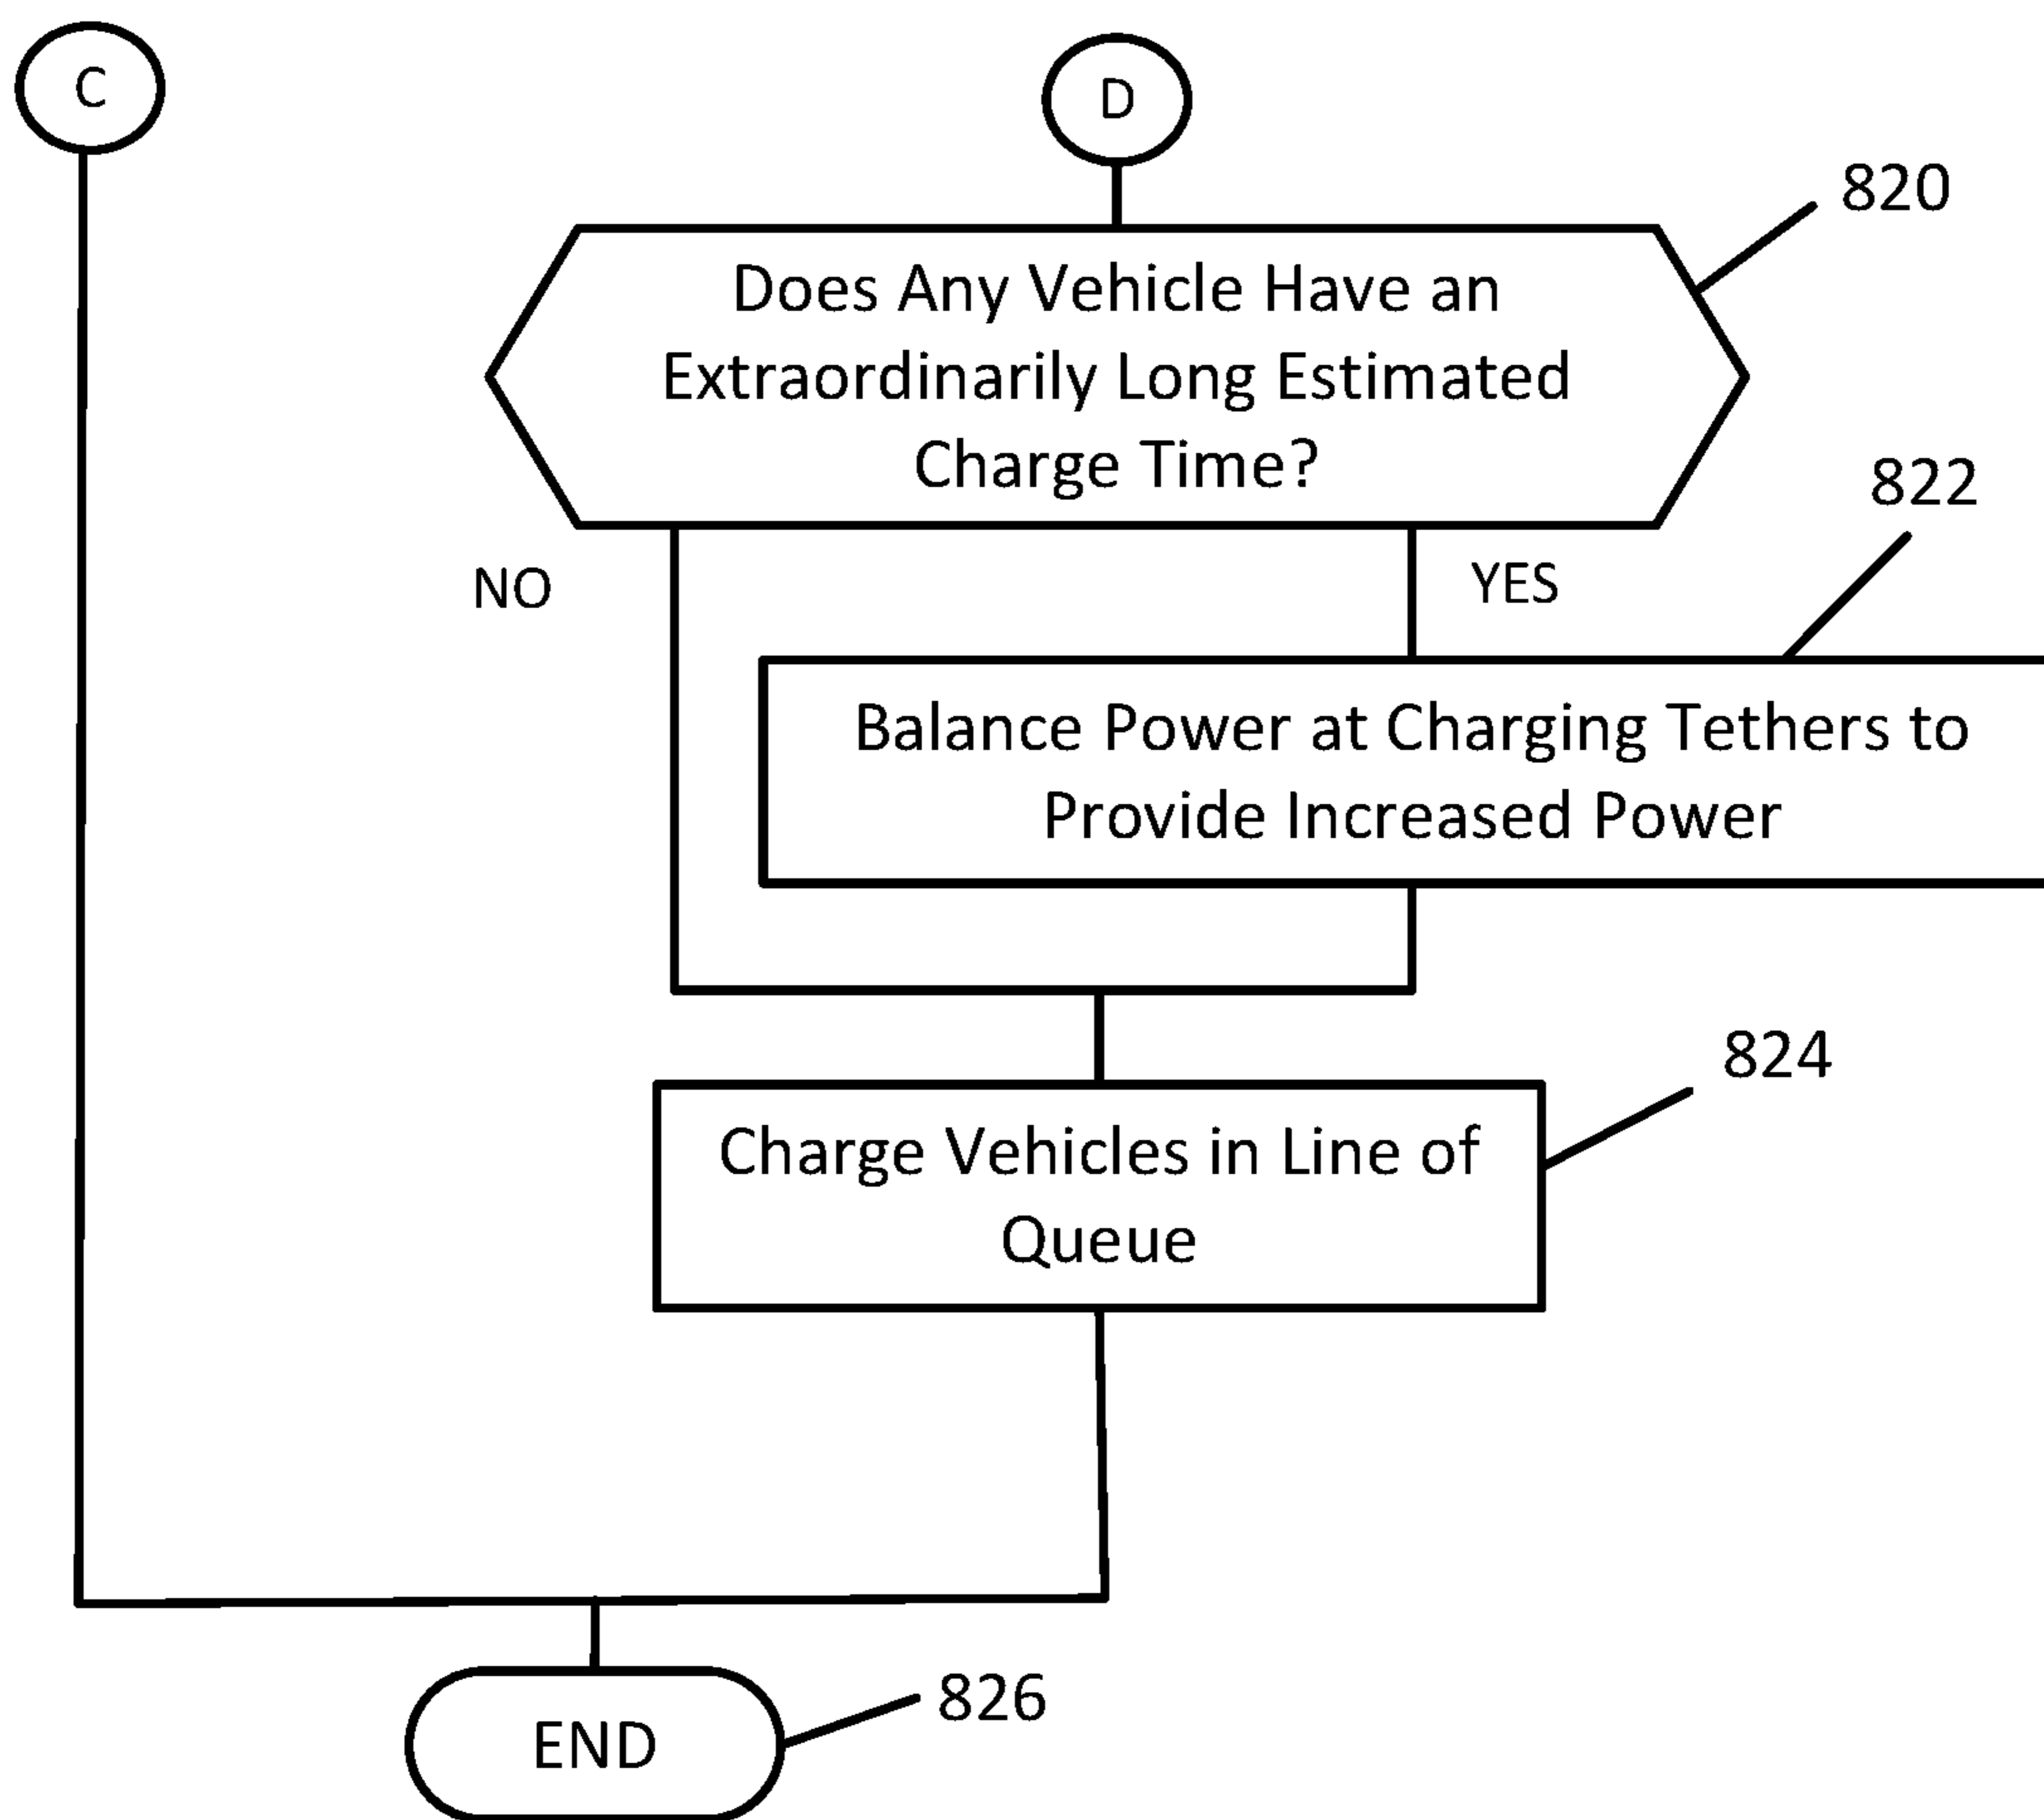 C
D
820
Does Any Vehicle Have an
Extraordinarily Long Estimated
Charge Time?
822
NO
YES
Balance Power at Charging Tethers to
Provide Increased Power
824
Charge Vehicles in Line of
Queue
826
END